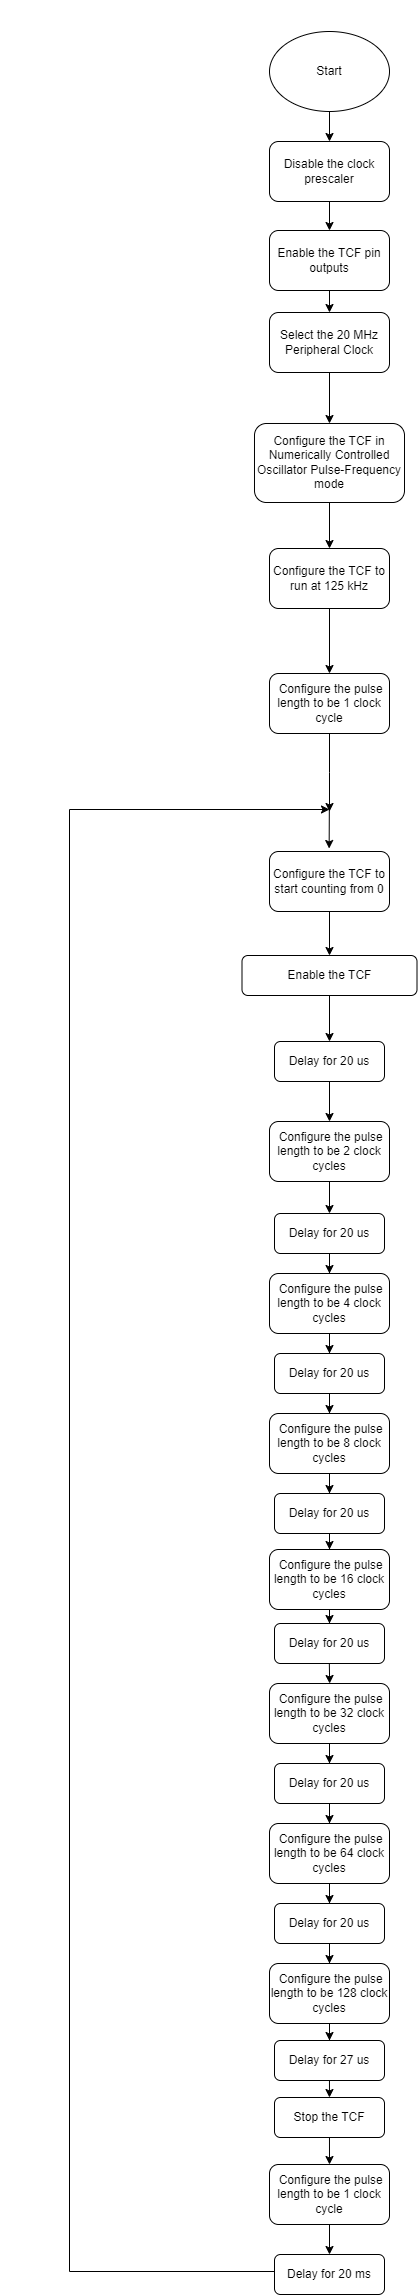 Start
Disable the clock
prescaler
Enable the TCF pin
outputs
Select the 20 MHz
Peripheral Clock
Configure the TCF in
Numerically Controlled
Oscillator Pulse-Frequency
mode
Configure the TCF to
run at 125 kHz
Configure the pulse
length to be 1 clock
cycle
Configure the TCF to
start counting from 0
Enable the TCF
Delay for 20 us
Configure the pulse
length to be 2 clock
cycles
Delay for 20 us
Configure the pulse
length to be 4 clock
cycles
Delay for 20 us
Configure the pulse
length to be 8 clock
cycles
Delay for 20 us
Configure the pulse
length to be 16 clock
cycles
Delay for 20 us
Configure the pulse
length to be 32 clock
cycles
Delay for 20 us
Configure the pulse
length to be 64 clock
cycles
Delay for 20 us
Configure the pulse
length to be 128 clock
cycles
Delay for 27 us
Stop the TCF
Configure the pulse
length to be 1 clock
cycle
Delay for 20 ms